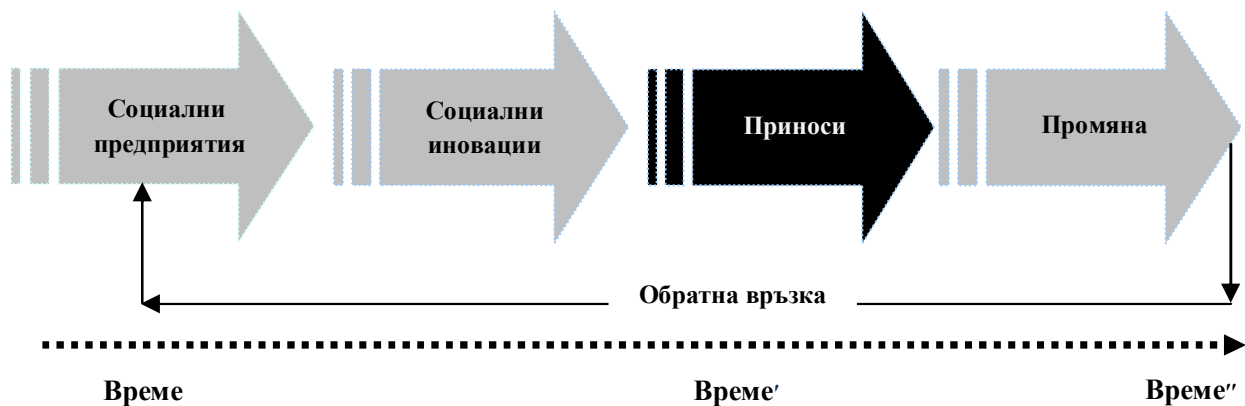 Социални
предприятия
Социални
иновации
Приноси
Промяна
Обратна връзка
Време
Време′
Време″